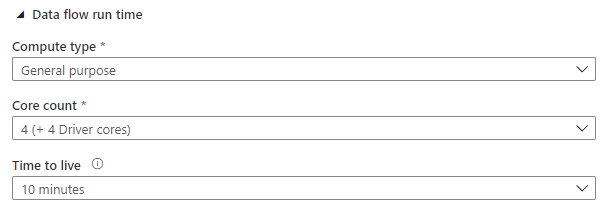 Data flow run time
Compute type *
General purpose
Core count *
4 (+ 4 Driver cores)
Time to live
10 minutes